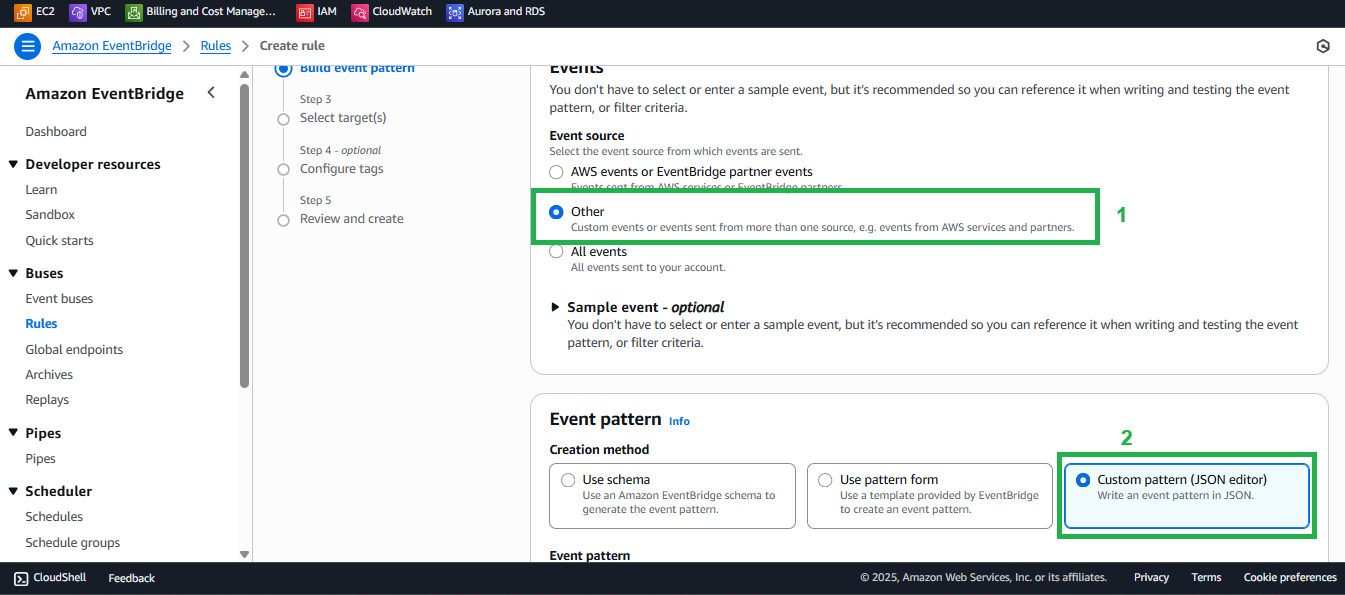 EC2 VPC Billing and Cost Manage... IAM CloudWatch Aurora and RDS
Amazon EventBridge > Rules > Create rule
Amazon EventBridge
Dashboard
Developer resources
Learn
Sandbox
Quick starts
Buses
Event buses
Rules
Global endpoints
Archives
Replays
Pipes
Pipes
Scheduler
Schedules
Schedule groups
Build event pattern
Step 3
Select target(s)
Step 4 - optional
Configure tags
Step 5
Review and create
Events
You don't have to select or enter a sample event, but it's recommended so you can reference it when writing and testing the event
pattern, or filter criteria.
Event source
Select the event source from which events are sent.
AWS events or EventBridge partner events
Events sent from AWS services or EventBridge partners.
Other
Custom events or events sent from more than one source, e.g. events from AWS services and partners.
1
All events
All events sent to your account.
Sample event - optional
You don't have to select or enter a sample event, but it's recommended so you can reference it when writing and testing the event
pattern, or filter criteria.
Event pattern Info
2
Creation method
Use schema
Use an Amazon EventBridge schema to
generate the event pattern.
Use pattern form
Use a template provided by EventBridge
to create an event pattern.
Custom pattern (JSON editor)
Write an event pattern in JSON.
Event pattern
CloudShell Feedback © 2025, Amazon Web Services, Inc. or its affiliates. Privacy Terms Cookie preferences